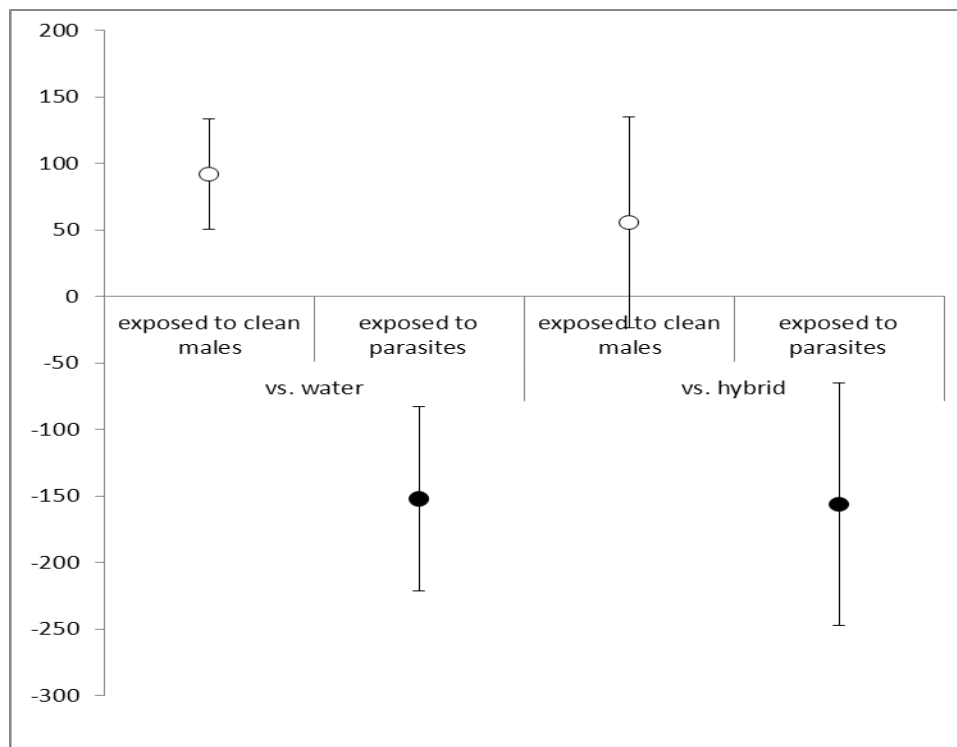 200
150
100
50
0
-50
-100
-150
-200
-250
-300
exposed to clean
males
exposed to
parasites
exposed to clean
males
exposed to
parasites
vs. water
vs. hybrid